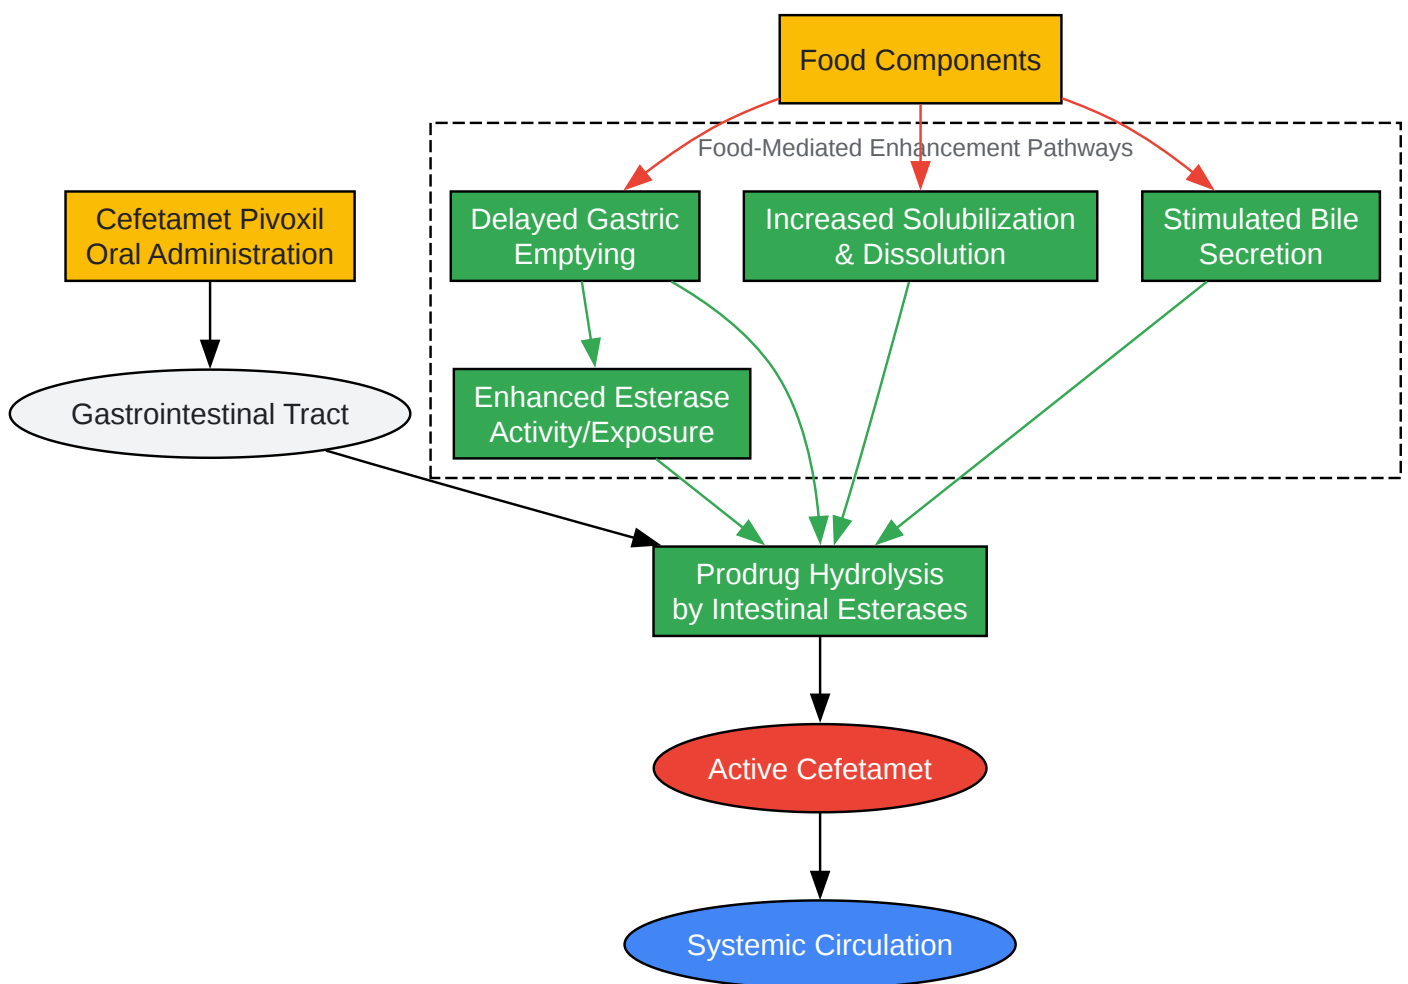 Food Components
Food-Mediated Enhancement Pathways
Cefetamet Pivoxil
Oral Administration
Delayed Gastric
Emptying
Increased Solubilization
& Dissolution
Stimulated Bile
Secretion
Gastrointestinal Tract
Enhanced Esterase
Activity/Exposure
Prodrug Hydrolysis
by Intestinal Esterases
Active Cefetamet
Systemic Circulation